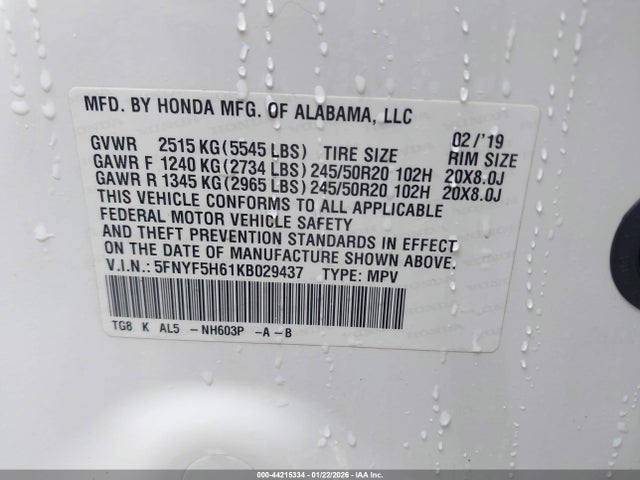 MFD. BY HONDA MFG. OF ALABAMA, LLC
02/'19
GVWR 2515 KG(5545 LBS) TIRE SIZE RIM SIZE
GAWR F 1240 KG(2734 LBS) 245/50R20 102H 20X8.0J
GAWR R 1345 KG(2965 LBS) 245/50R20 102H 20X8.0J
THIS VEHICLE CONFORMS TO ALL APPLICABLE
FEDERAL MOTOR VEHICLE SAFETY
AND THEFT PREVENTION STANDARDS IN EFFECT
ON THE DATE OF MANUFACTURE SHOWN ABOVE.
V.I.N.: 5FNYF5H61KB029437 TYPE: MPV
TG8 K AL5 - NH603P -A-B
000-44215334 - 01/22/2026 - IAAI.COM